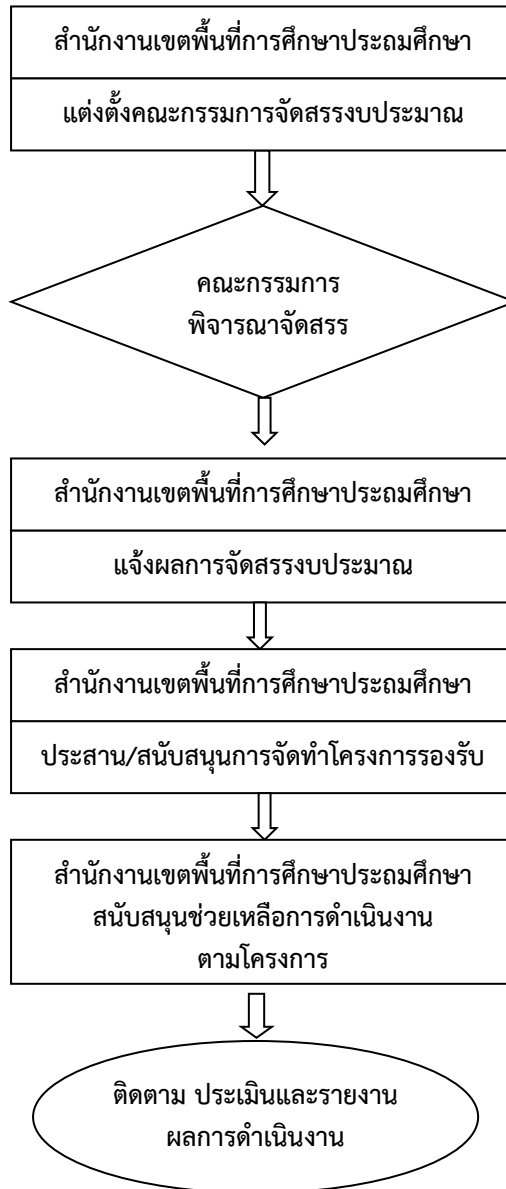 สำนักงานเขตพื้นที่การศึกษาประถมศึกษา
แต่งตั้งคณะกรรมการจัดสรรงบประมาณ
คณะกรรมการ
พิจารณาจัดสรร
สำนักงานเขตพื้นที่การศึกษาประถมศึกษา
แจ้งผลการจัดสรรงบประมาณ
สำนักงานเขตพื้นที่การศึกษาประถมศึกษา
ประสาน/สนับสนุนการจัดทำโครงการรองรับ
สำนักงานเขตพื้นที่การศึกษาประถมศึกษา
สนับสนุนช่วยเหลือการดำเนินงาน
ตามโครงการ
ติดตาม ประเมินและรายงาน
ผลการดำเนินงาน